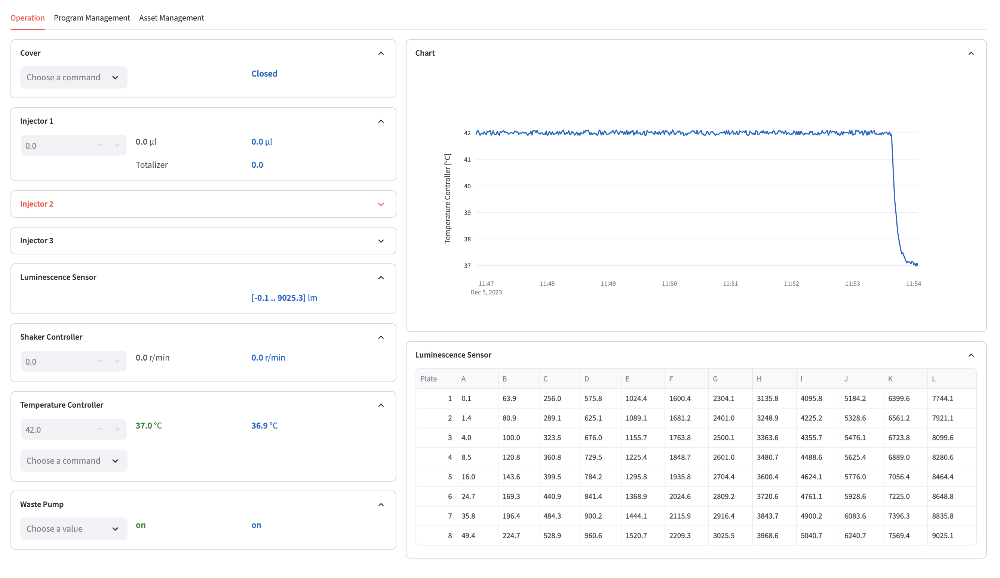 Operation Program Management Asset Management
Cover
Choose a command Closed
Injector 1
0.0 − + 0.0 µl 0.0 µl
Totalizer 0.0
Injector 2
Injector 3
Luminescence Sensor
[-0.1 .. 9025.3] lm
Shaker Controller
0.0 − + 0.0 r/min 0.0 r/min
Temperature Controller
42.0 − + 37.0 °C 36.9 °C
Choose a command
Waste Pump
Choose a value on on
Chart
Temperature Controller [°C]
42
41
40
39
38
37
11:47 11:48 11:49 11:50 11:51 11:52 11:53 11:54
Dec 5, 2023
Luminescence Sensor
Plate A B C D E F G H I J K L
1 0.1 63.9 256.0 575.8 1024.4 1600.4 2304.1 3135.8 4095.8 5184.2 6399.6 7744.1
2 1.4 80.9 289.1 625.1 1089.1 1681.2 2401.0 3248.9 4225.2 5328.6 6561.2 7921.1
3 4.0 100.0 323.5 676.0 1155.7 1763.8 2500.1 3363.6 4355.7 5476.1 6723.8 8099.6
4 8.5 120.8 360.8 729.5 1225.4 1848.7 2601.0 3480.7 4488.6 5625.4 6889.0 8280.6
5 16.0 143.6 399.5 784.2 1295.8 1935.8 2704.4 3600.4 4624.1 5776.0 7056.4 8464.4
6 24.7 169.3 440.9 841.4 1368.9 2024.6 2809.2 3720.6 4761.1 5928.6 7225.0 8648.8
7 35.8 196.4 484.3 900.2 1444.1 2115.9 2916.4 3843.7 4900.2 6083.6 7396.3 8835.8
8 49.4 224.7 528.9 960.6 1520.7 2209.3 3025.5 3968.6 5040.7 6240.7 7569.4 9025.1